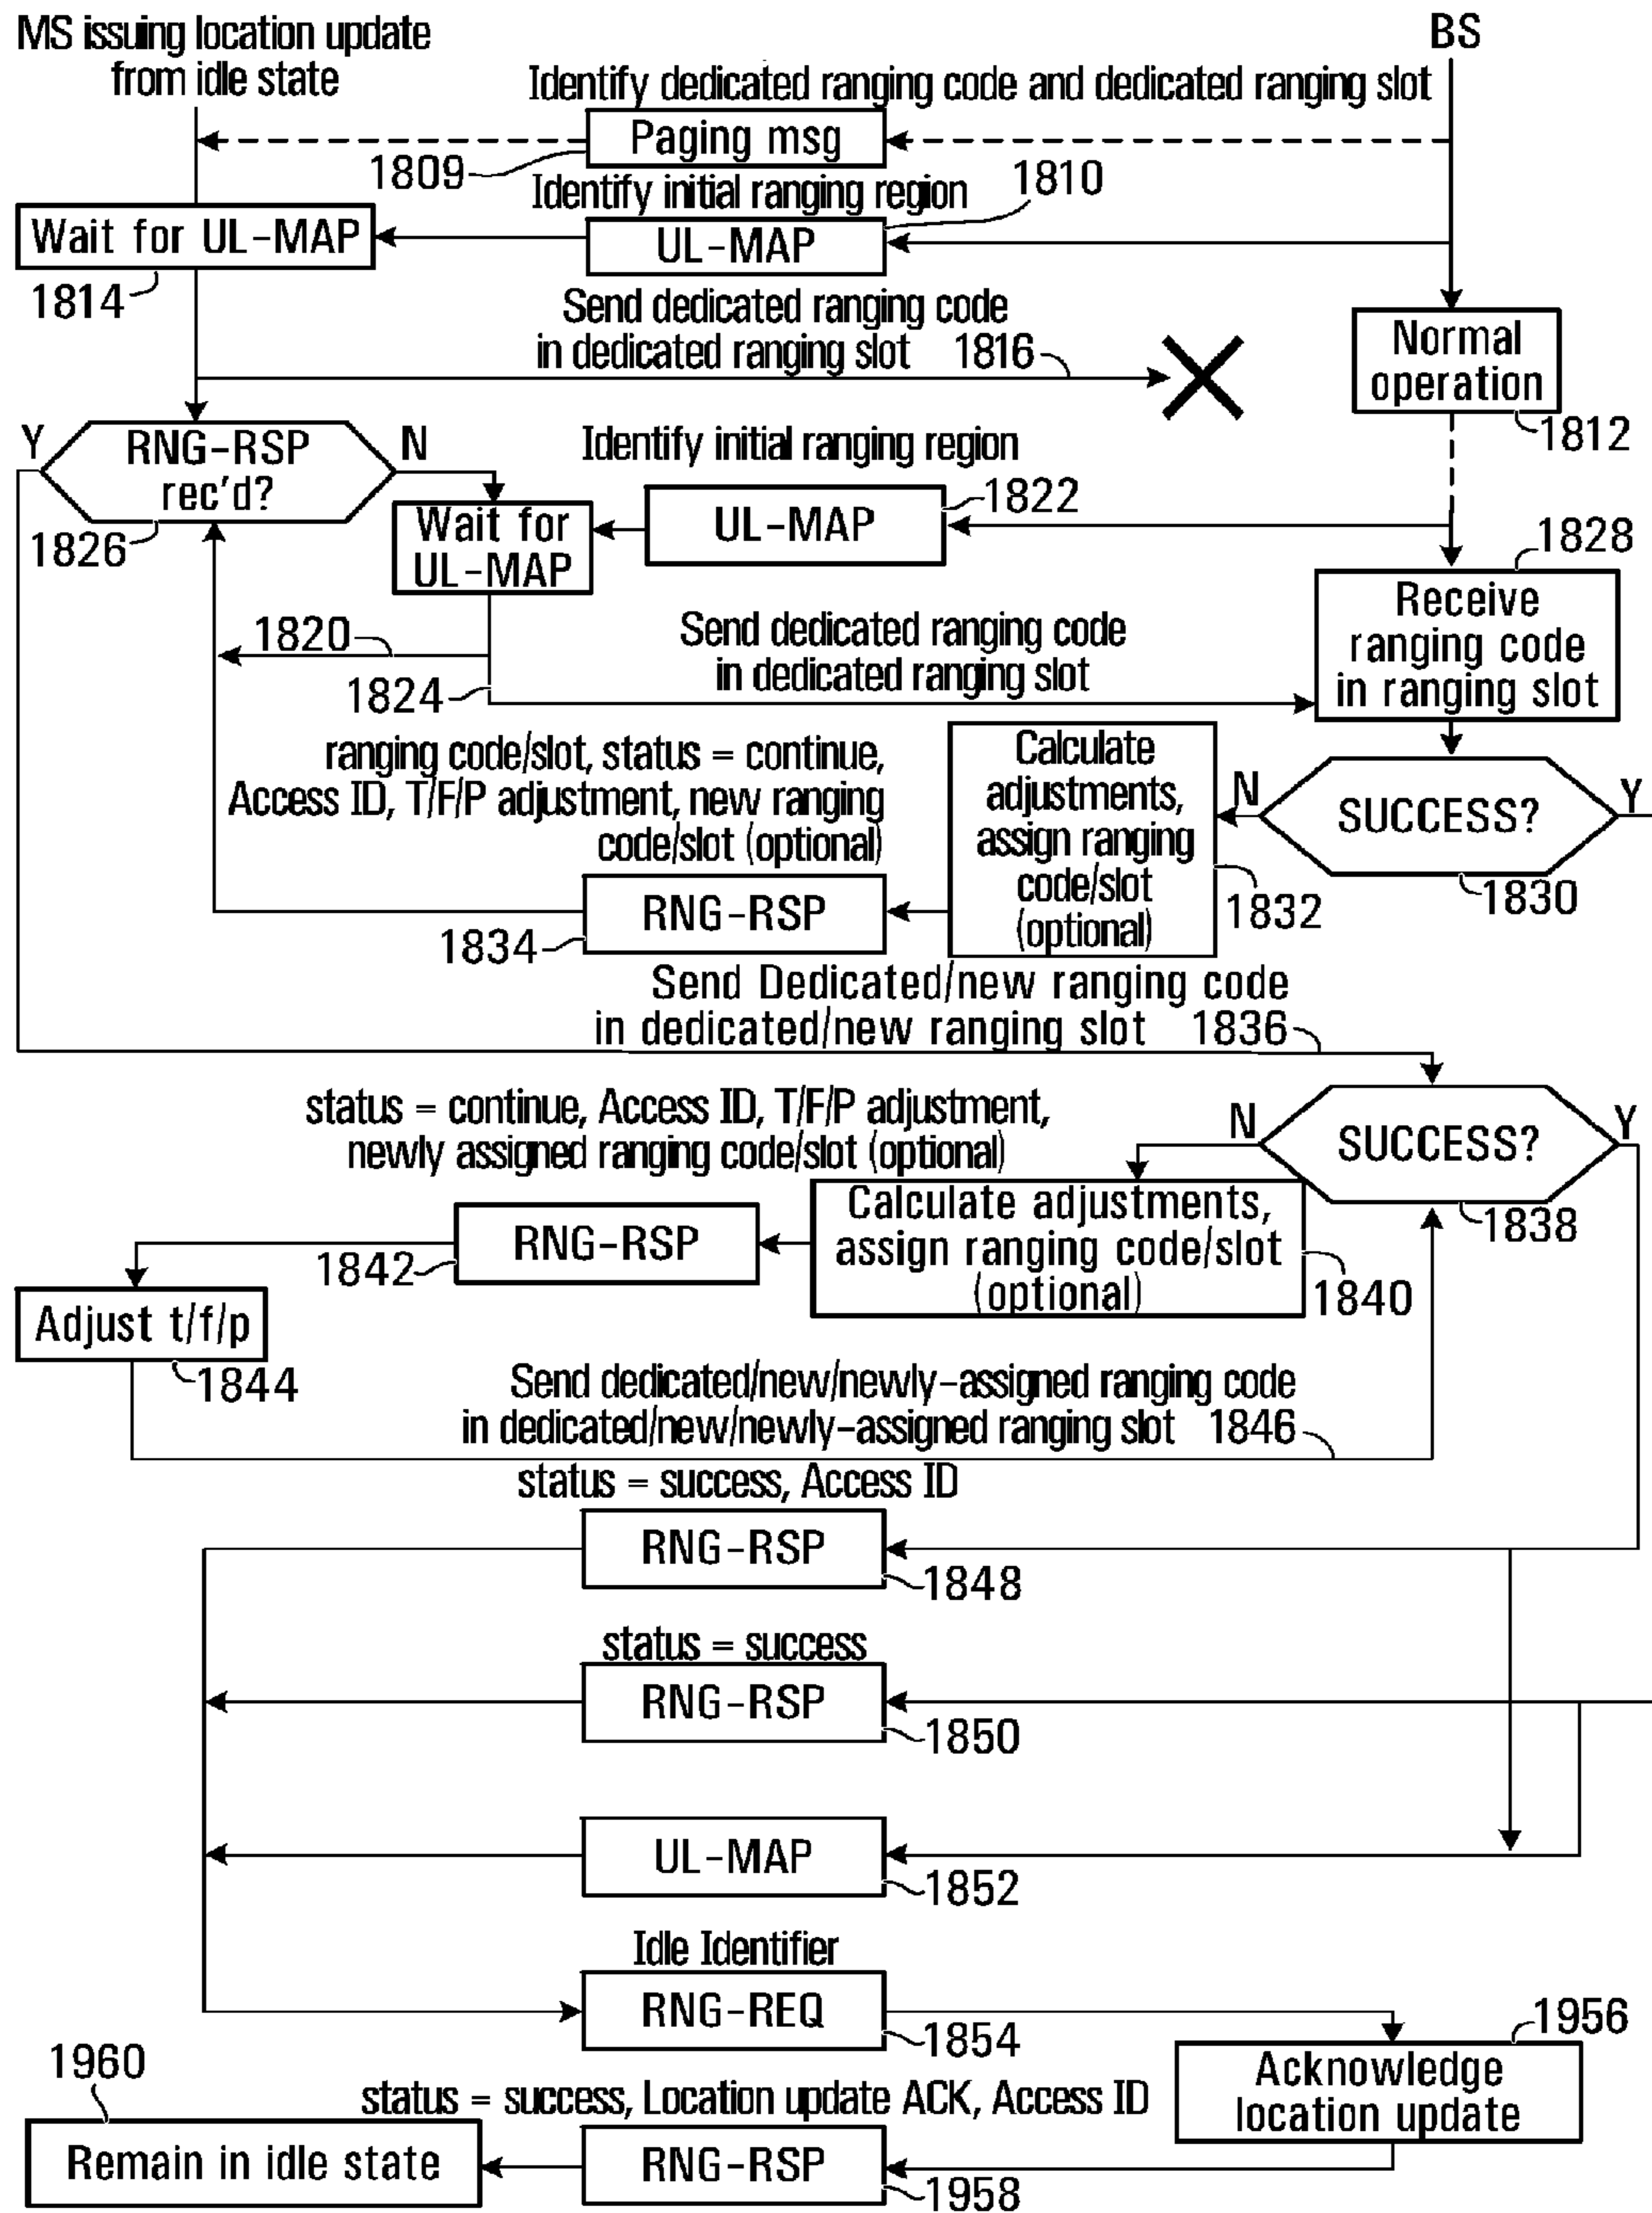 MS issuing location update
from idle state
BS
Identify dedicated ranging code and dedicated ranging slot
Paging msg
1809
Identify initial ranging region
1810
Wait for UL-MAP
UL-MAP
1814
Send dedicated ranging code
in dedicated ranging slot 1816
Normal
operation
1812
Y
RNG-RSP
rec'd?
N
1826
Identify initial ranging region
Wait for
UL-MAP
UL-MAP
1822
1828
Receive
ranging code
in ranging slot
1820
1824
Send dedicated ranging code
in dedicated ranging slot
ranging code/slot, status = continue,
Access ID, T/F/P adjustment, new ranging
code/slot (optional)
Calculate
adjustments,
assign ranging
code/slot
(optional)
1832
N
SUCCESS?
Y
1830
RNG-RSP
1834
Send Dedicated/new ranging code
in dedicated/new ranging slot 1836
status = continue, Access ID, T/F/P adjustment,
newly assigned ranging code/slot (optional)
N
SUCCESS?
Y
1838
RNG-RSP
1842
Calculate adjustments,
assign ranging code/slot
(optional)
1840
Adjust t/f/p
1844
Send dedicated/new/newly-assigned ranging code
in dedicated/new/newly-assigned ranging slot 1846
status = success, Access ID
RNG-RSP
1848
status = success
RNG-RSP
1850
UL-MAP
1852
Idle Identifier
RNG-REQ
1854
1956
Acknowledge
location update
1960
status = success, Location update ACK, Access ID
Remain in idle state
RNG-RSP
1958